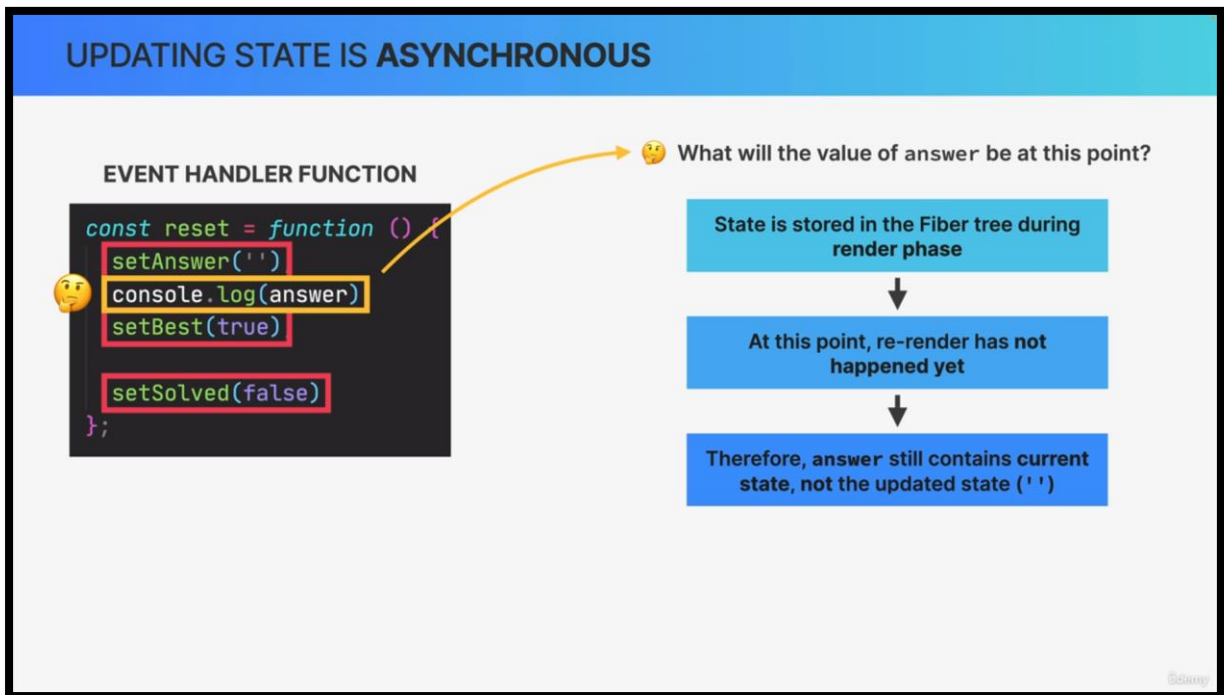 UPDATING STATE IS ASYNCHRONOUS
EVENT HANDLER FUNCTION
const reset = function () {
setAnswer('')
console.log(answer)
setBest(true)
setSolved(false)
};
What will the value of answer be at this point?
State is stored in the Fiber tree during
render phase
At this point, re-render has not
happened yet
Therefore, answer still contains current
state, not the updated state ('')
Udemy